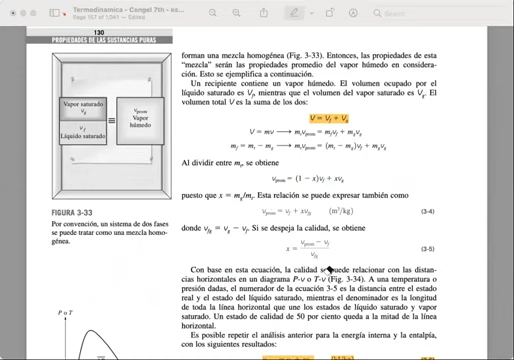 Termodinamica - Cengel 7th - es...
Page 157 of 1,041 — Edited
Search
130
PROPIEDADES DE LAS SUSTANCIAS PURAS
forman una mezcla homogénea (Fig. 3-33). Entonces, las propiedades de esta
“mezcla” serán las propiedades promedio del vapor húmedo en considera-
ción. Esto se ejemplifica a continuación.
Un recipiente contiene un vapor húmedo. El volumen ocupado por el
líquido saturado es V_f, mientras que el volumen del vapor saturado es V_g. El
volumen total V es la suma de los dos:
V = V_f + V_g
V = mv ⟶ m_t v_prom = m_f v_f + m_g v_g
m_f = m_t − m_g ⟶ m_t v_prom = (m_t − m_g)v_f + m_g v_g
Al dividir entre m_t, se obtiene
v_prom = (1 − x)v_f + xv_g
puesto que x = m_g/m_t. Esta relación se puede expresar también como
v_prom = v_f + xv_fg (m³/kg) (3-4)
donde v_fg = v_g − v_f. Si se despeja la calidad, se obtiene
x = (v_prom − v_f) / v_fg (3-5)
Con base en esta ecuación, la calidad se puede relacionar con las distan-
cias horizontales en un diagrama P-v o T-v (Fig. 3-34). A una temperatura o
presión dadas, el numerador de la ecuación 3-5 es la distancia entre el estado
real y el estado del líquido saturado, mientras el denominador es la longitud
de toda la línea horizontal que une los estados de líquido saturado y vapor
saturado. Un estado de calidad de 50 por ciento queda a la mitad de la línea
horizontal.
Es posible repetir el análisis anterior para la energía interna y la entalpía,
con los siguientes resultados:
Vapor saturado
v_g
v_f
Líquido saturado
≡
v_prom
Vapor
húmedo
FIGURA 3-33
Por convención, un sistema de dos fases
se puede tratar como una mezcla homo-
génea.
P o T